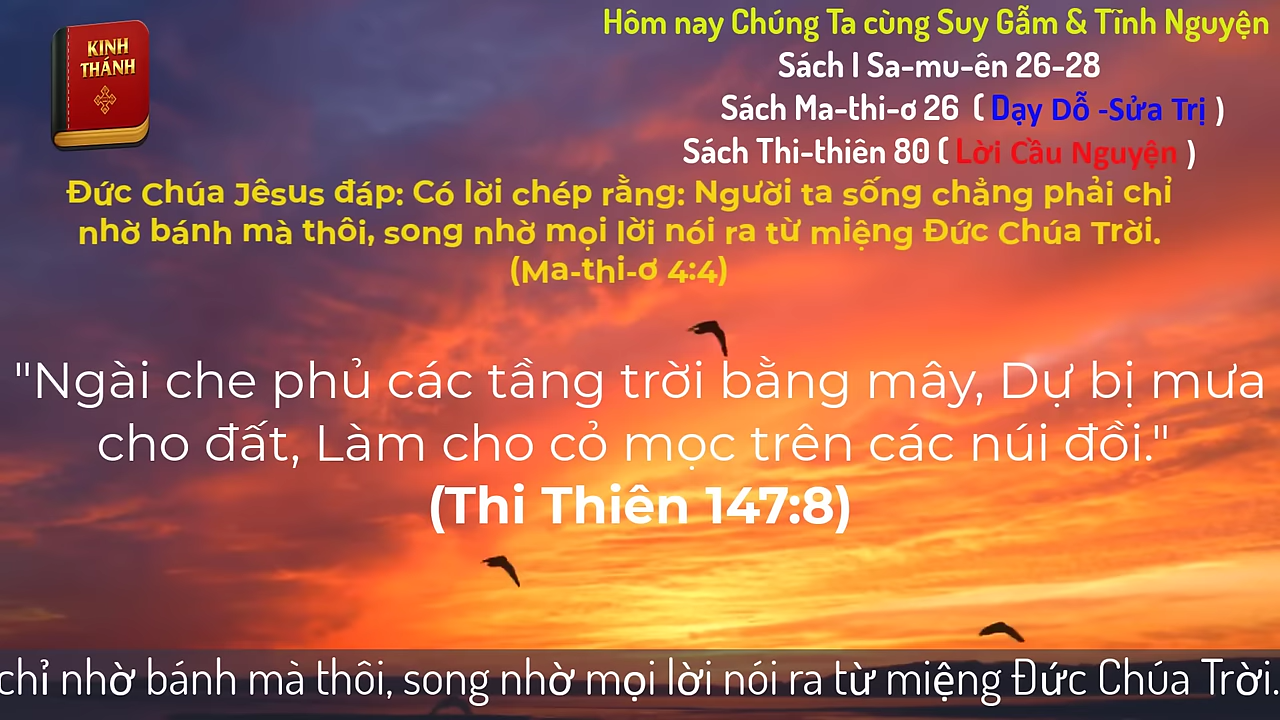 KINH
THÁNH
Hôm nay Chúng Ta cùng Suy Gẫm & Tĩnh Nguyện
Sách I Sa-mu-ên 26-28
Sách Ma-thi-ơ 26 ( Dạy Dỗ -Sửa Trị )
Sách Thi-thiên 80 ( Lời Cầu Nguyện )
Đức Chúa Jêsus đáp: Có lời chép rằng: Người ta sống chẳng phải chỉ
nhờ bánh mà thôi, song nhờ mọi lời nói ra từ miệng Đức Chúa Trời.
(Ma-thi-ơ 4:4)
"Ngài che phủ các tầng trời bằng mây, Dự bị mưa
cho đất, Làm cho cỏ mọc trên các núi đồi."
(Thi Thiên 147:8)
chỉ nhờ bánh mà thôi, song nhờ mọi lời nói ra từ miệng Đức Chúa Trời.